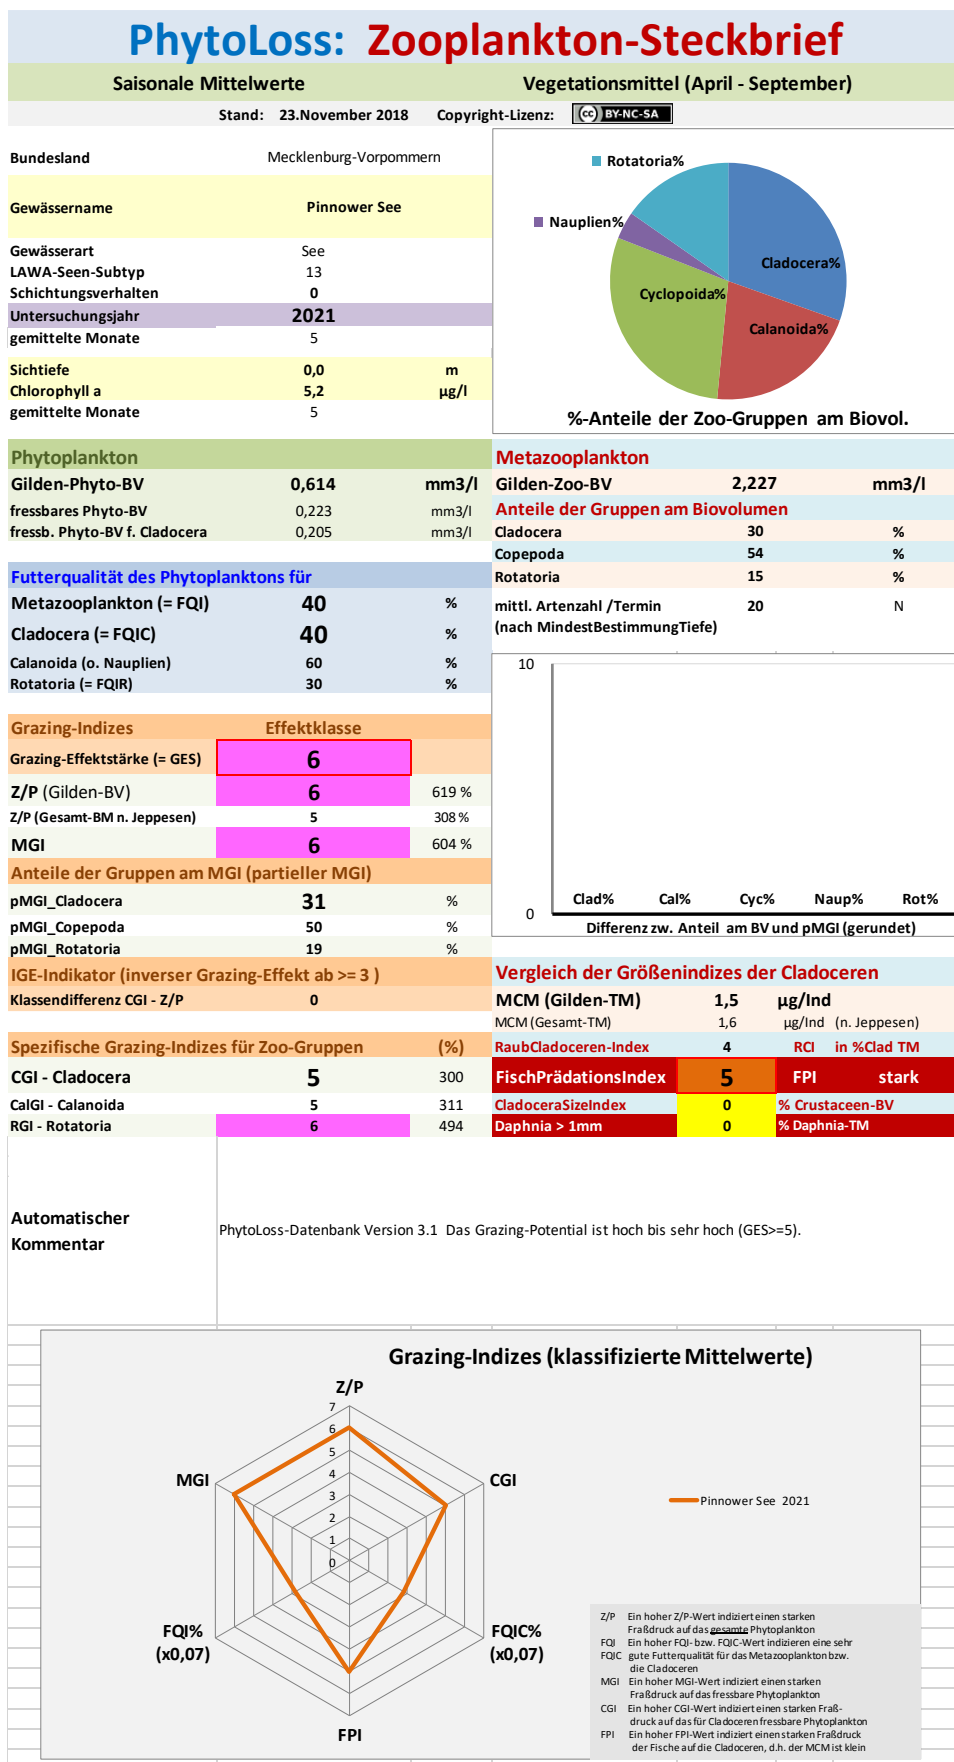 PhytoLoss: Zooplankton-Steckbrief
Saisonale Mittelwerte Vegetationsmittel (April - September)
Stand: 23.November 2018 Copyright-Lizenz: cc BY-NC-SA
Bundesland Mecklenburg-Vorpommern
Gewässername Pinnower See
Gewässerart See
LAWA-Seen-Subtyp 13
Schichtungsverhalten 0
Untersuchungsjahr 2021
gemittelte Monate 5
Sichtiefe 0,0 m
Chlorophyll a 5,2 µg/l
gemittelte Monate 5
Rotatoria%
Nauplien%
Cladocera%
Cyclopoida%
Calanoida%
%-Anteile der Zoo-Gruppen am Biovol.
Phytoplankton
Gilden-Phyto-BV 0,614 mm3/l
fressbares Phyto-BV 0,223 mm3/l
fressb. Phyto-BV f. Cladocera 0,205 mm3/l
Metazooplankton
Gilden-Zoo-BV 2,227 mm3/l
Anteile der Gruppen am Biovolumen
Cladocera 30 %
Copepoda 54 %
Rotatoria 15 %
mittl. Artenzahl /Termin 20 N
(nach MindestBestimmungTiefe)
Futterqualität des Phytoplanktons für
Metazooplankton (= FQI) 40 %
Cladocera (= FQIC) 40 %
Calanoida (o. Nauplien) 60 %
Rotatoria (= FQIR) 30 %
10
0
Clad% Cal% Cyc% Naup% Rot%
Differenz zw. Anteil am BV und pMGI (gerundet)
Grazing-Indizes Effektklasse
Grazing-Effektstärke (= GES) 6
Z/P (Gilden-BV) 6 619 %
Z/P (Gesamt-BM n. Jeppesen) 5 308 %
MGI 6 604 %
Anteile der Gruppen am MGI (partieller MGI)
pMGI_Cladocera 31 %
pMGI_Copepoda 50 %
pMGI_Rotatoria 19 %
IGE-Indikator (inverser Grazing-Effekt ab >= 3 )
Klassendifferenz CGI - Z/P 0
Spezifische Grazing-Indizes für Zoo-Gruppen (%)
CGI - Cladocera 5 300
CalGI - Calanoida 5 311
RGI - Rotatoria 6 494
Vergleich der Größenindizes der Cladoceren
MCM (Gilden-TM) 1,5 µg/Ind
MCM (Gesamt-TM) 1,6 µg/Ind (n. Jeppesen)
RaubCladoceren-Index 4 RCI in %Clad TM
FischPrädationsIndex 5 FPI stark
CladoceraSizeIndex 0 % Crustaceen-BV
Daphnia > 1mm 0 % Daphnia-TM
Automatischer
Kommentar
PhytoLoss-Datenbank Version 3.1 Das Grazing-Potential ist hoch bis sehr hoch (GES>=5).
Grazing-Indizes (klassifizierte Mittelwerte)
Z/P
7
6
5
4
3
2
1
0
MGI
CGI
FQI%
(x0,07)
FQIC%
(x0,07)
FPI
Pinnower See 2021
Z/P Ein hoher Z/P-Wert indiziert einen starken
Fraßdruck auf das gesamte Phytoplankton
FQI Ein hoher FQI- bzw. FQIC-Wert indizieren eine sehr
FQIC gute Futterqualität für das Metazooplankton bzw.
die Cladoceren
MGI Ein hoher MGI-Wert indiziert einen starken
Fraßdruck auf das fressbare Phytoplankton
CGI Ein hoher CGI-Wert indiziert einen starken Fraß-
druck auf das für Cladoceren fressbare Phytoplankton
FPI Ein hoher FPI-Wert indiziert einen starken Fraßdruck
der Fische auf die Cladoceren, d.h. der MCM ist klein